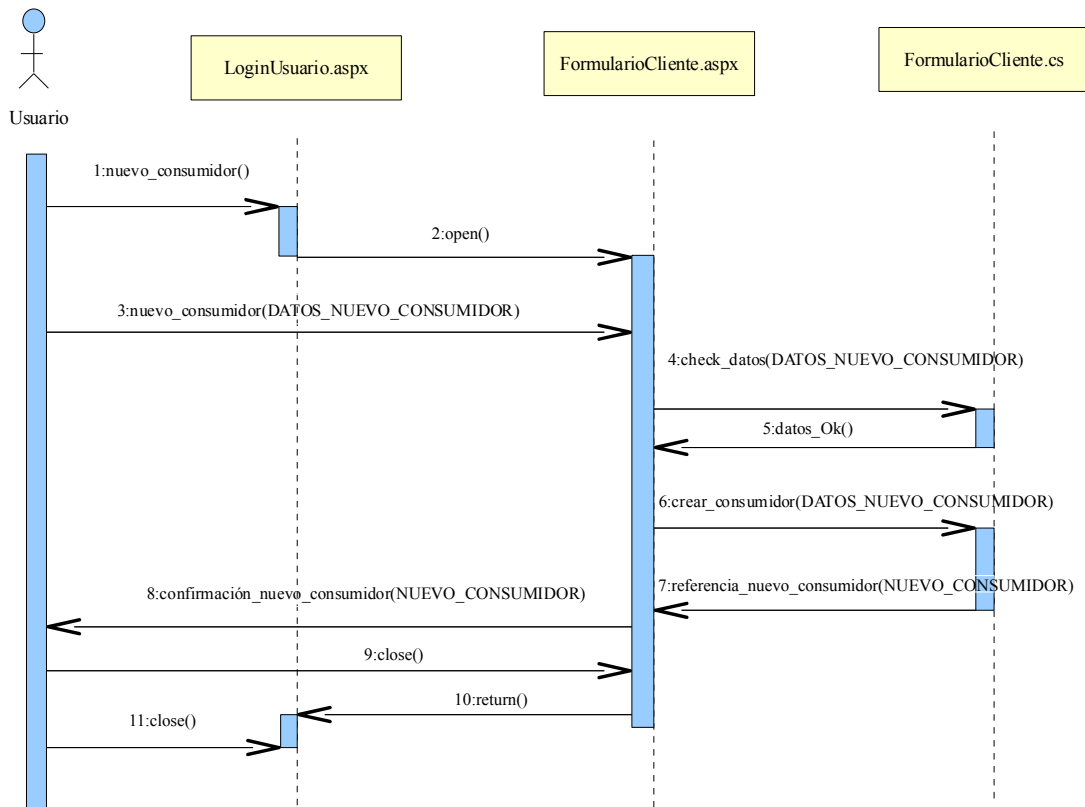 LoginUsuario.aspx
FormularioCliente.aspx
FormularioCliente.cs
Usuario
1:nuevo_consumidor()
2:open()
3:nuevo_consumidor(DATOS_NUEVO_CONSUMIDOR)
4:check_datos(DATOS_NUEVO_CONSUMIDOR)
5:datos_Ok()
6:crear_consumidor(DATOS_NUEVO_CONSUMIDOR)
7:referencia_nuevo_consumidor(NUEVO_CONSUMIDOR)
8:confirmación_nuevo_consumidor(NUEVO_CONSUMIDOR)
9:close()
10:return()
11:close()